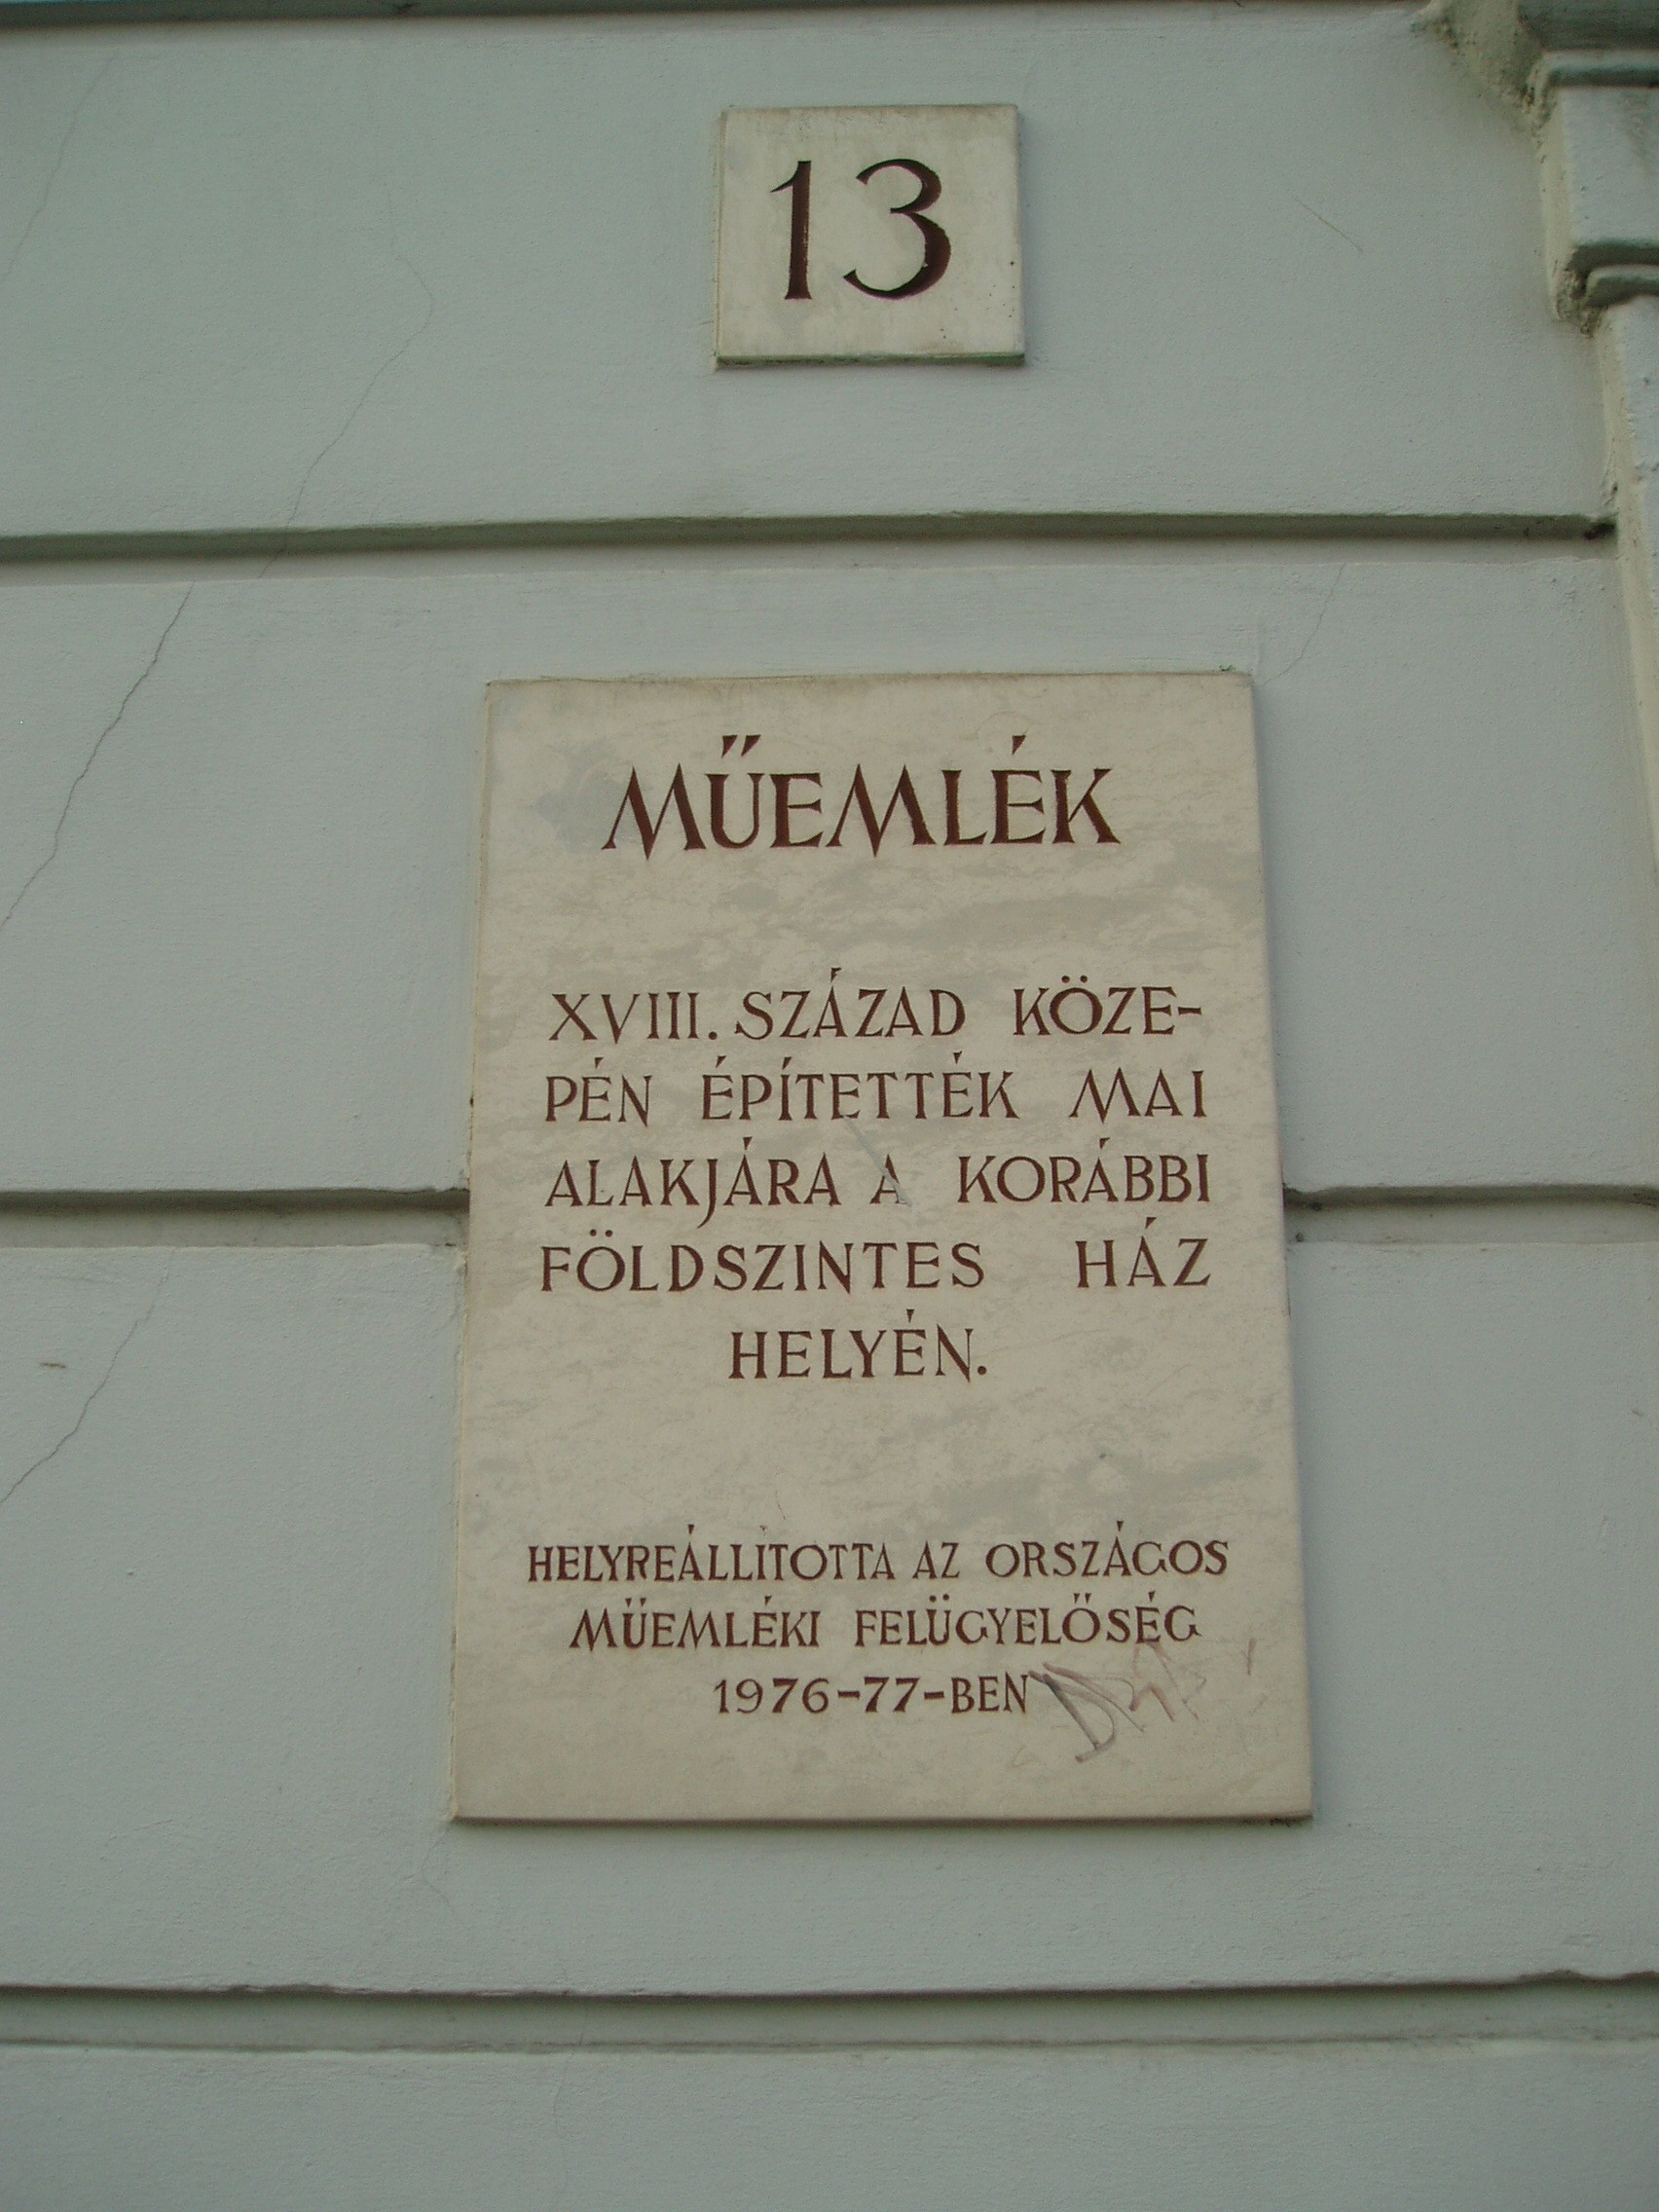 13
MŰEMLÉK
XVIII. SZÁZAD KÖZE-
PÉN ÉPÍTETTÉK MAI
ALAKJÁRA A KORÁBBI
FÖLDSZINTES HÁZ
HELYÉN.
HELYREÁLLÍTOTTA AZ ORSZÁGOS
MŰEMLÉKI FELÜGYELŐSÉG
1976-77-BEN